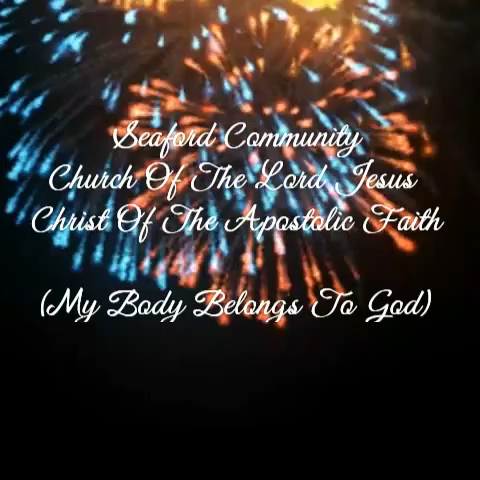 Seaford Community
Church Of The Lord Jesus
Christ Of The Apostolic Faith
(My Body Belongs To God)